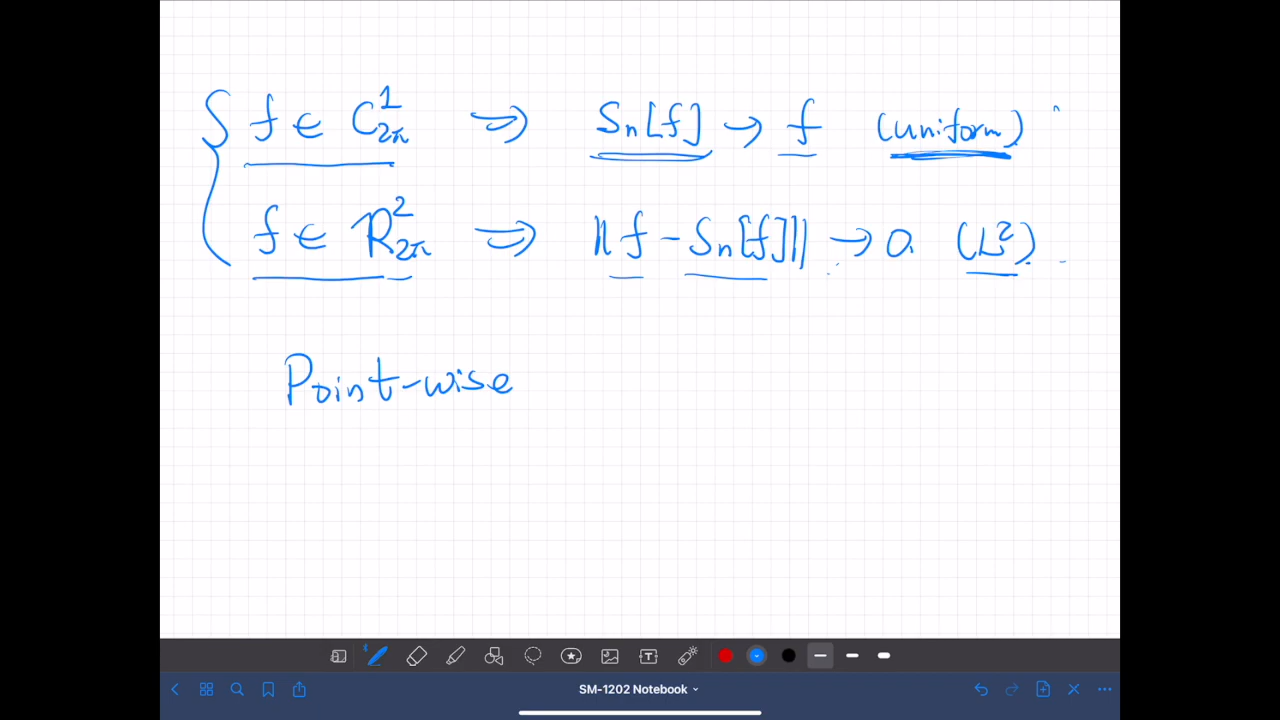 f ∈ C¹₂π ⇒ Sn[f] → f (uniform)
f ∈ R²₂π ⇒ ‖f - Sn[f]‖ → 0. (L²)
Point-wise
SM-1202 Notebook